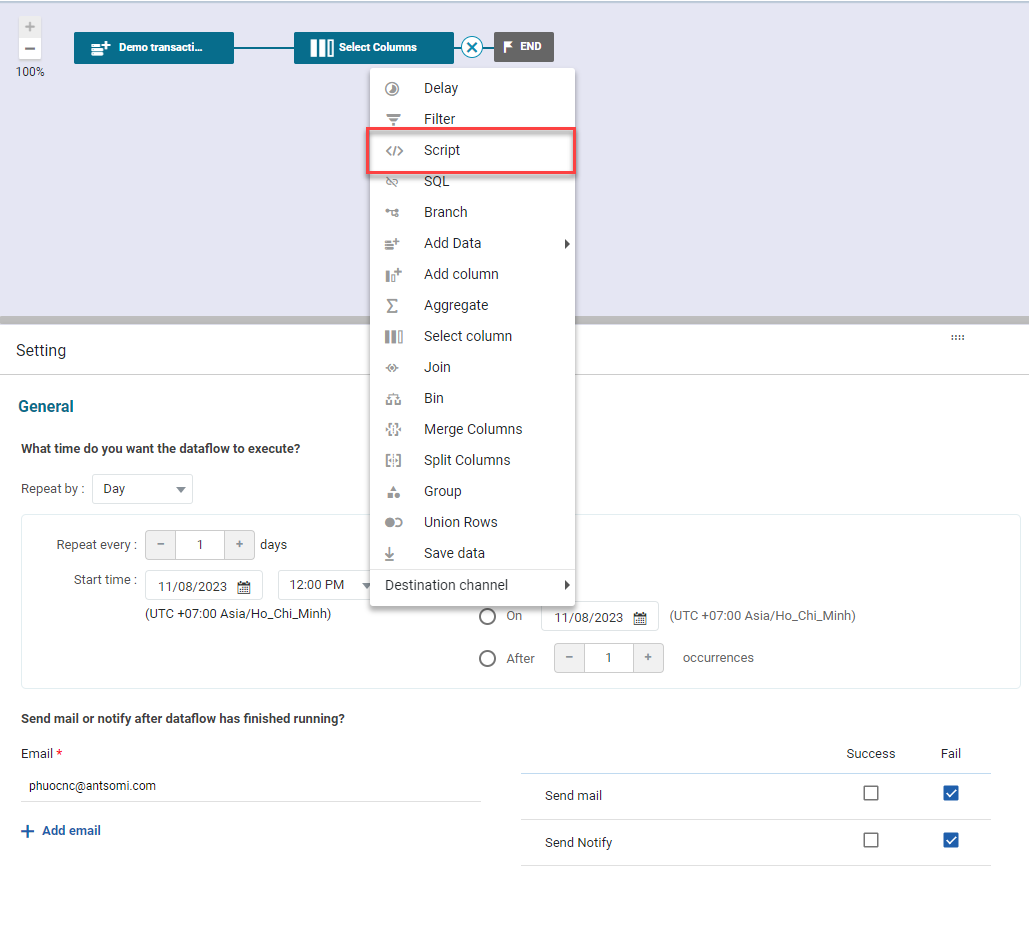 100%
Demo transacti...
Select Columns
END
Delay
Filter
Script
SQL
Branch
Add Data
Add column
Aggregate
Select column
Join
Bin
Merge Columns
Split Columns
Group
Union Rows
Save data
Destination channel
Setting
General
What time do you want the dataflow to execute?
Repeat by :
Day
Repeat every :
1
days
Start time :
11/08/2023
12:00 PM
(UTC +07:00 Asia/Ho_Chi_Minh)
On
11/08/2023
(UTC +07:00 Asia/Ho_Chi_Minh)
After
1
occurrences
Send mail or notify after dataflow has finished running?
Email *
phuocnc@antsomi.com
Add email
Success
Fail
Send mail
Send Notify